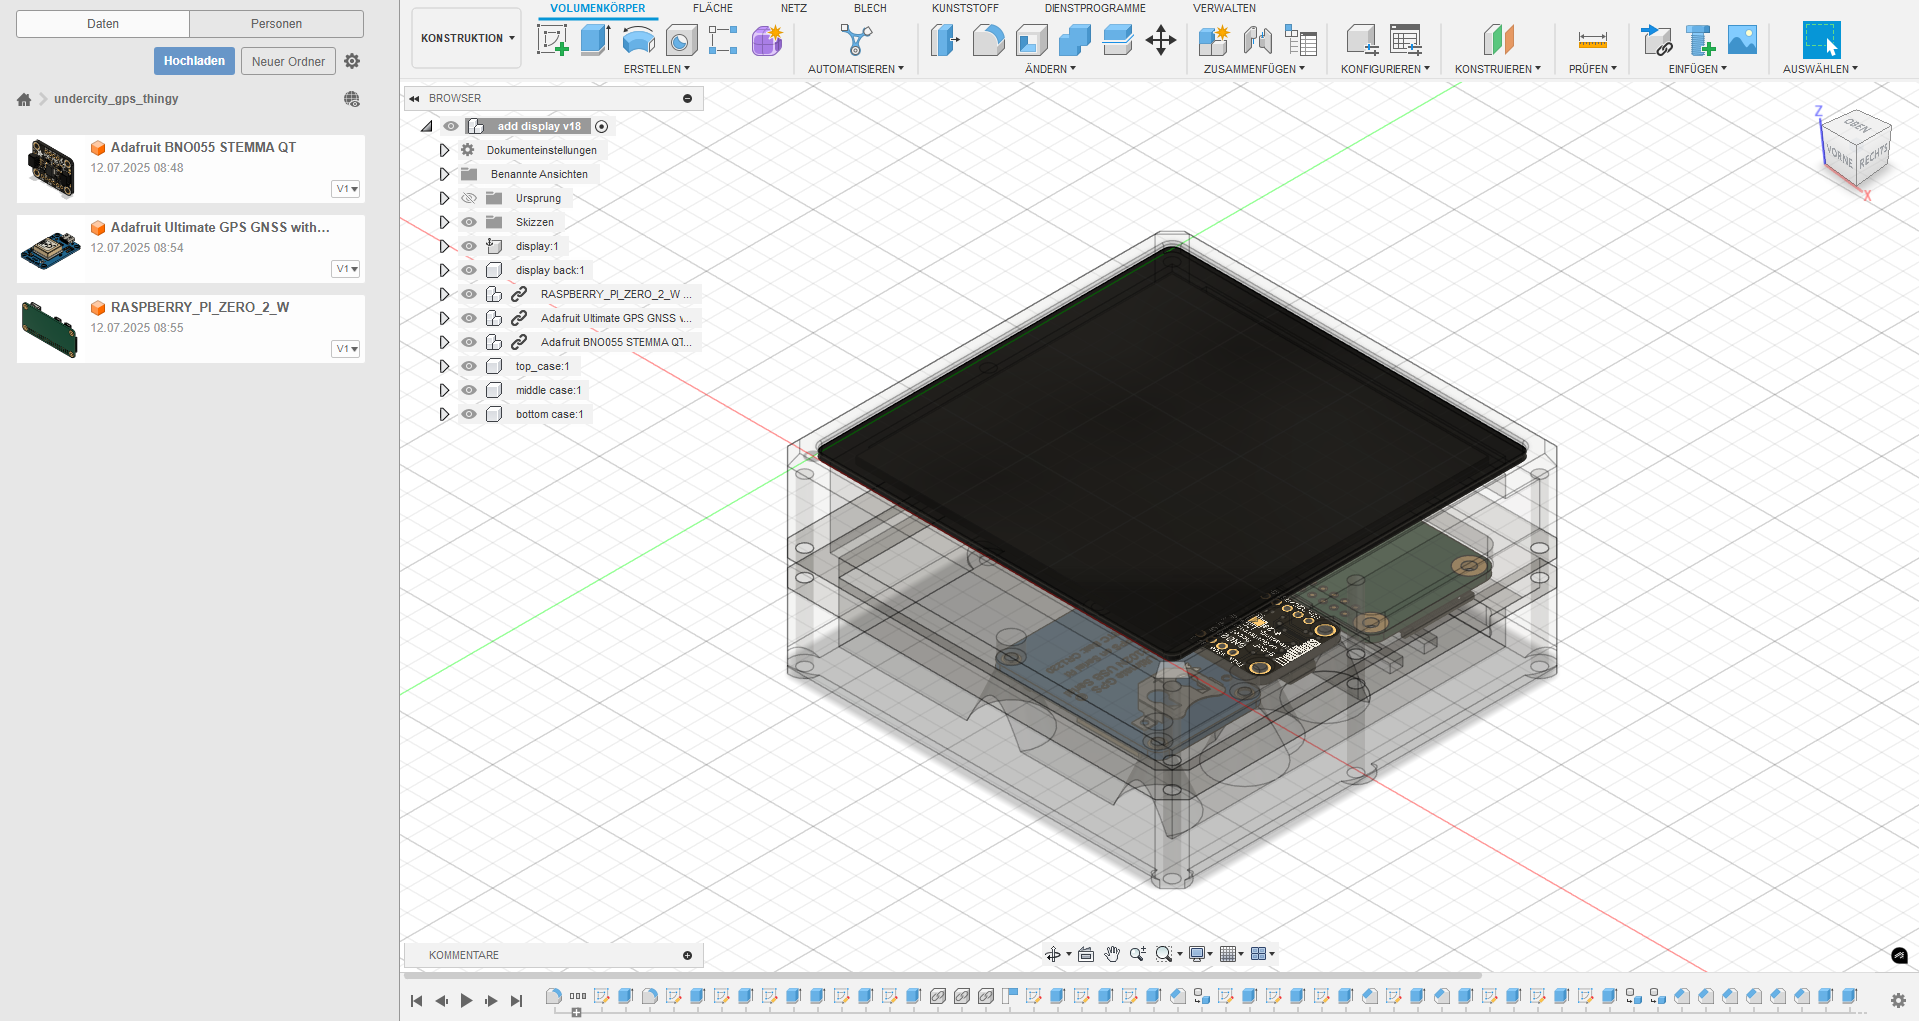 Daten
Personen
Hochladen
Neuer Ordner
undercity_gps_thingy
Adafruit BNO055 STEMMA QT
12.07.2025 08:48
V1
Adafruit Ultimate GPS GNSS with...
12.07.2025 08:54
V1
RASPBERRY_PI_ZERO_2_W
12.07.2025 08:55
V1
KONSTRUKTION
VOLUMENKÖRPER
FLÄCHE
NETZ
BLECH
KUNSTSTOFF
DIENSTPROGRAMME
VERWALTEN
ERSTELLEN
AUTOMATISIEREN
ÄNDERN
ZUSAMMENFÜGEN
KONFIGURIEREN
KONSTRUIEREN
PRÜFEN
EINFÜGEN
AUSWÄHLEN
BROWSER
add display v18
Dokumenteinstellungen
Benannte Ansichten
Ursprung
Skizzen
display:1
display back:1
RASPBERRY_PI_ZERO_2_W ...
Adafruit Ultimate GPS GNSS v...
Adafruit BNO055 STEMMA QT...
top_case:1
middle case:1
bottom case:1
Z
OBEN
VORNE
RECHTS
X
KOMMENTARE